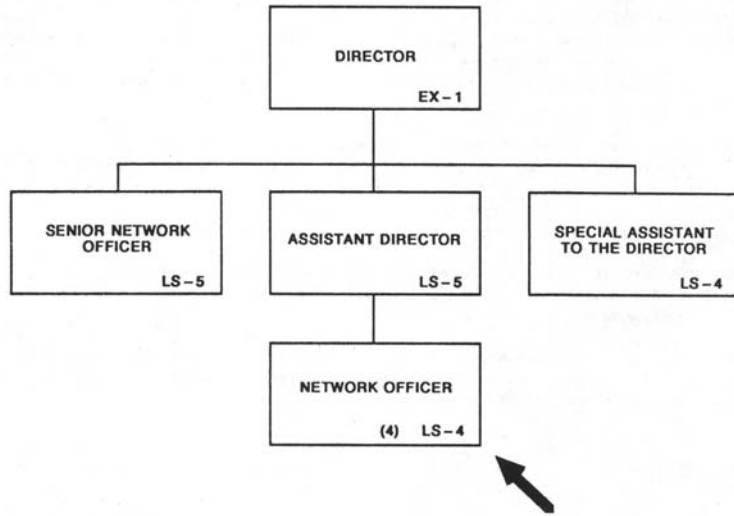 DIRECTOR
EX-1
SENIOR NETWORK
OFFICER
LS-5
ASSISTANT DIRECTOR
LS-5
SPECIAL ASSISTANT
TO THE DIRECTOR
LS-4
NETWORK OFFICER
(4) LS-4